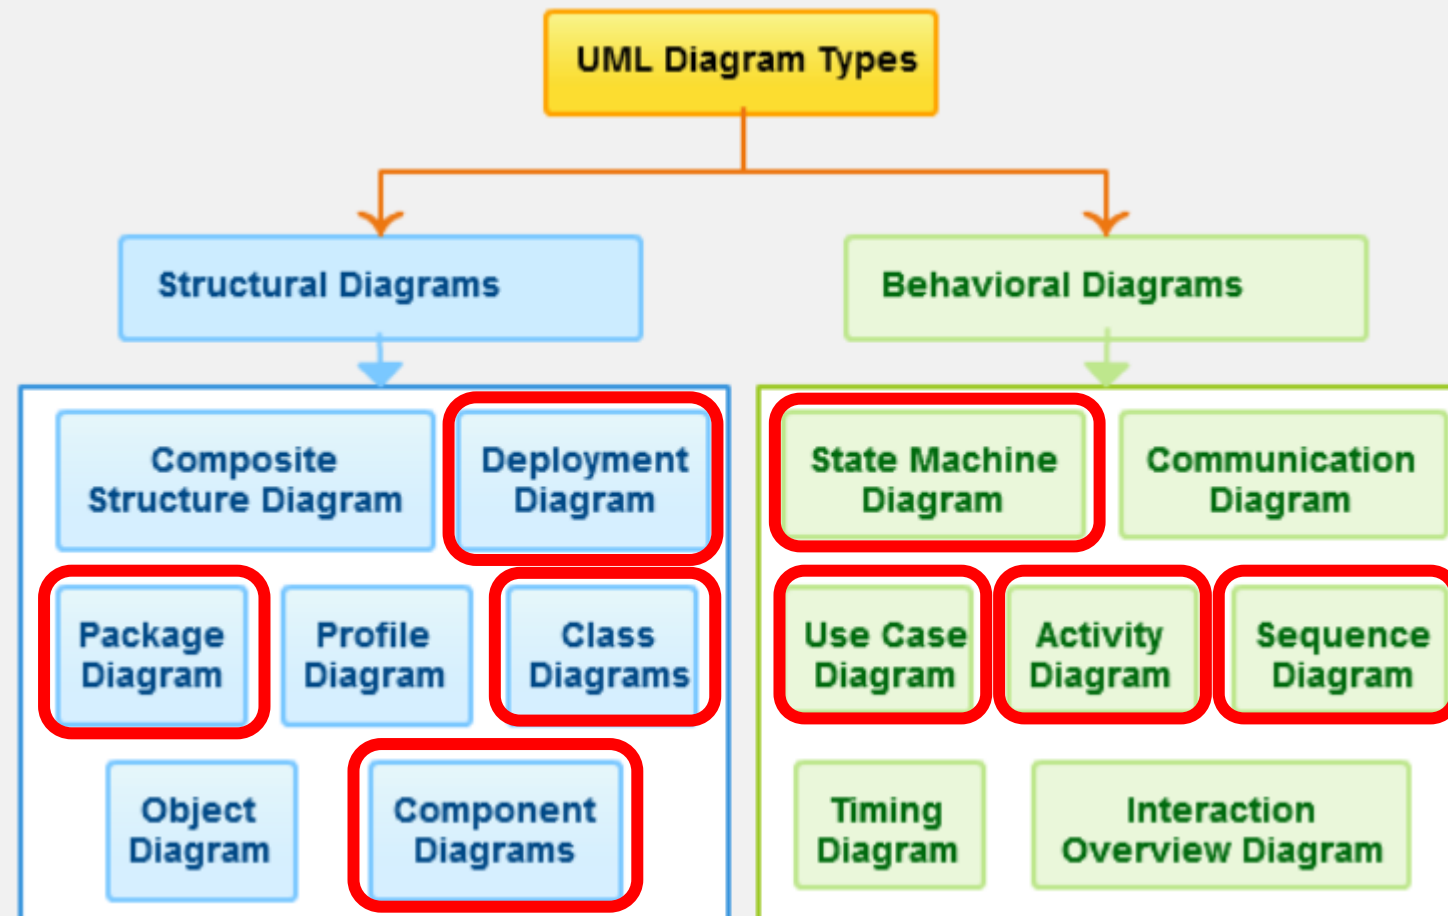 UML Diagram Types
Structural Diagrams
Behavioral Diagrams
Composite
Structure Diagram
Deployment
Diagram
Package
Diagram
Profile
Diagram
Class
Diagrams
Object
Diagram
Component
Diagrams
State Machine
Diagram
Communication
Diagram
Use Case
Diagram
Activity
Diagram
Sequence
Diagram
Timing
Diagram
Interaction
Overview Diagram